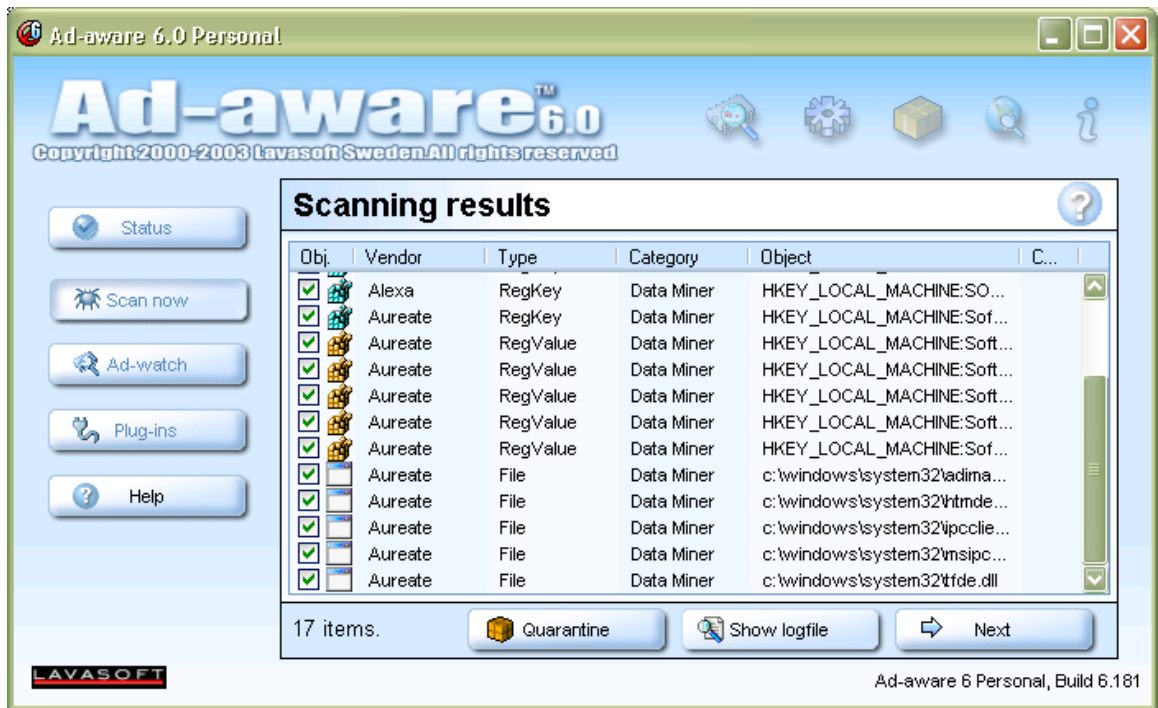 Ad-aware 6.0 Personal
Ad-aware 6.0 TM
Copyright 2000-2003 Lavasoft Sweden. All rights reserved
Scanning results
Status
Scan now
Ad-watch
Plug-ins
Help
Obj. Vendor Type Category Object C...
Alexa RegKey Data Miner HKEY_LOCAL_MACHINE:SO...
Aureate RegKey Data Miner HKEY_LOCAL_MACHINE:Sof...
Aureate RegValue Data Miner HKEY_LOCAL_MACHINE:Soft...
Aureate RegValue Data Miner HKEY_LOCAL_MACHINE:Soft...
Aureate RegValue Data Miner HKEY_LOCAL_MACHINE:Soft...
Aureate RegValue Data Miner HKEY_LOCAL_MACHINE:Soft...
Aureate RegValue Data Miner HKEY_LOCAL_MACHINE:Sof...
Aureate File Data Miner c:\windows\system32\adima...
Aureate File Data Miner c:\windows\system32\htmde...
Aureate File Data Miner c:\windows\system32\ipcclie...
Aureate File Data Miner c:\windows\system32\msipc...
Aureate File Data Miner c:\windows\system32\tfde.dll
17 items.
Quarantine
Show logfile
Next
LAVASOFT
Ad-aware 6 Personal, Build 6.181